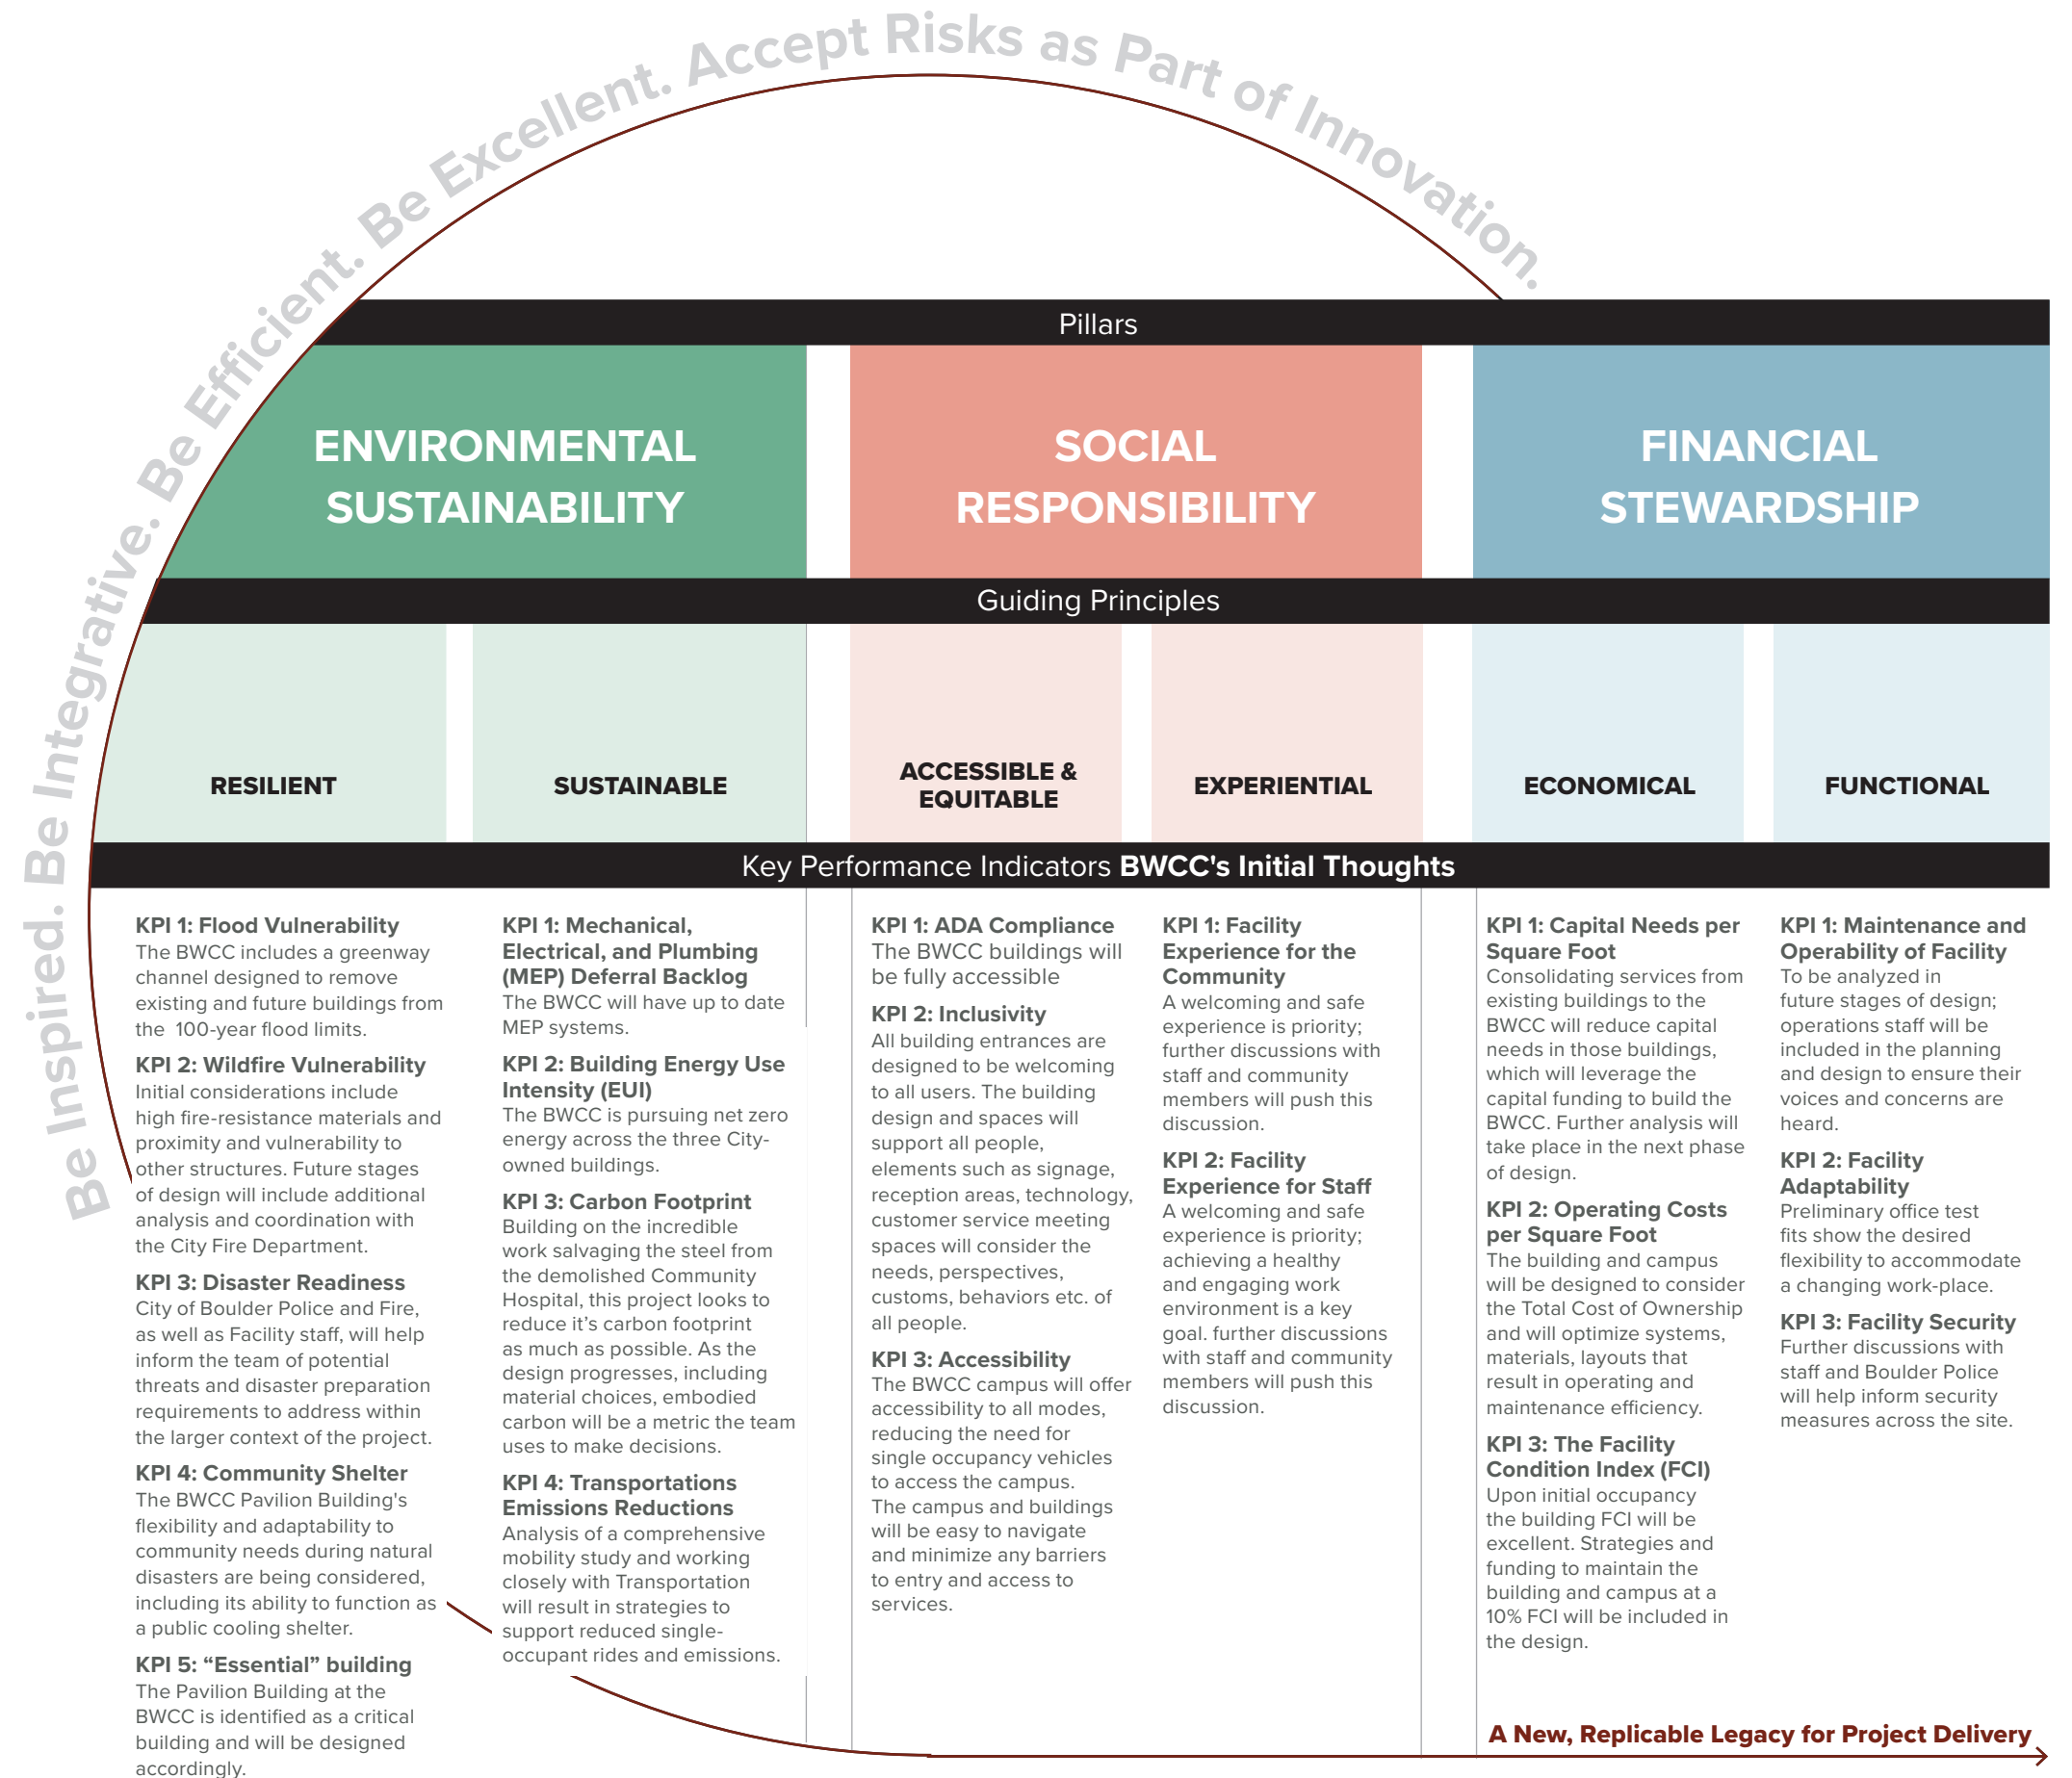 Be Inspired. Be Integrative. Be Efficient. Be Excellent. Accept Risks as Part of Innovation.
Pillars
ENVIRONMENTAL
SUSTAINABILITY
SOCIAL
RESPONSIBILITY
FINANCIAL
STEWARDSHIP
Guiding Principles
RESILIENT
SUSTAINABLE
ACCESSIBLE &
EQUITABLE
EXPERIENTIAL
ECONOMICAL
FUNCTIONAL
Key Performance Indicators BWCC's Initial Thoughts
KPI 1: Flood Vulnerability
The BWCC includes a greenway
channel designed to remove
existing and future buildings from
the 100-year flood limits.
KPI 2: Wildfire Vulnerability
Initial considerations include
high fire-resistance materials and
proximity and vulnerability to
other structures. Future stages
of design will include additional
analysis and coordination with
the City Fire Department.
KPI 3: Disaster Readiness
City of Boulder Police and Fire,
as well as Facility staff, will help
inform the team of potential
threats and disaster preparation
requirements to address within
the larger context of the project.
KPI 4: Community Shelter
The BWCC Pavilion Building's
flexibility and adaptability to
community needs during natural
disasters are being considered,
including its ability to function as
a public cooling shelter.
KPI 5: “Essential” building
The Pavilion Building at the
BWCC is identified as a critical
building and will be designed
accordingly.
KPI 1: Mechanical,
Electrical, and Plumbing
(MEP) Deferral Backlog
The BWCC will have up to date
MEP systems.
KPI 2: Building Energy Use
Intensity (EUI)
The BWCC is pursuing net zero
energy across the three City-
owned buildings.
KPI 3: Carbon Footprint
Building on the incredible
work salvaging the steel from
the demolished Community
Hospital, this project looks to
reduce it’s carbon footprint
as much as possible. As the
design progresses, including
material choices, embodied
carbon will be a metric the team
uses to make decisions.
KPI 4: Transportations
Emissions Reductions
Analysis of a comprehensive
mobility study and working
closely with Transportation
will result in strategies to
support reduced single-
occupant rides and emissions.
KPI 1: ADA Compliance
The BWCC buildings will
be fully accessible
KPI 2: Inclusivity
All building entrances are
designed to be welcoming
to all users. The building
design and spaces will
support all people,
elements such as signage,
reception areas, technology,
customer service meeting
spaces will consider the
needs, perspectives,
customs, behaviors etc. of
all people.
KPI 3: Accessibility
The BWCC campus will offer
accessibility to all modes,
reducing the need for
single occupancy vehicles
to access the campus.
The campus and buildings
will be easy to navigate
and minimize any barriers
to entry and access to
services.
KPI 1: Facility
Experience for the
Community
A welcoming and safe
experience is priority;
further discussions with
staff and community
members will push this
discussion.
KPI 2: Facility
Experience for Staff
A welcoming and safe
experience is priority;
achieving a healthy
and engaging work
environment is a key
goal. further discussions
with staff and community
members will push this
discussion.
KPI 1: Capital Needs per
Square Foot
Consolidating services from
existing buildings to the
BWCC will reduce capital
needs in those buildings,
which will leverage the
capital funding to build the
BWCC. Further analysis will
take place in the next phase
of design.
KPI 2: Operating Costs
per Square Foot
The building and campus
will be designed to consider
the Total Cost of Ownership
and will optimize systems,
materials, layouts that
result in operating and
maintenance efficiency.
KPI 3: The Facility
Condition Index (FCI)
Upon initial occupancy
the building FCI will be
excellent. Strategies and
funding to maintain the
building and campus at a
10% FCI will be included in
the design.
KPI 1: Maintenance and
Operability of Facility
To be analyzed in
future stages of design;
operations staff will be
included in the planning
and design to ensure their
voices and concerns are
heard.
KPI 2: Facility
Adaptability
Preliminary office test
fits show the desired
flexibility to accommodate
a changing work-place.
KPI 3: Facility Security
Further discussions with
staff and Boulder Police
will help inform security
measures across the site.
A New, Replicable Legacy for Project Delivery